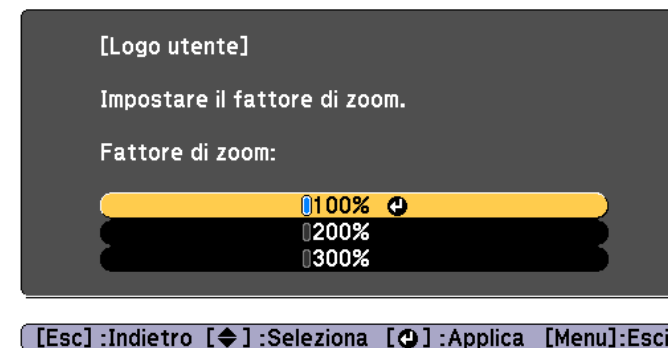 [Logo utente]
Impostare il fattore di zoom.
Fattore di zoom:
100%
200%
300%
[Esc] :Indietro [◆] :Seleziona [↵] :Applica [Menu]:Esci